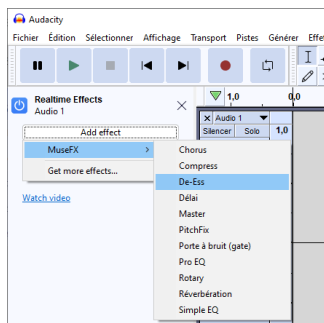 Audacity
Fichier Édition Sélectionner Affichage Transport Pistes Générer Effe
1,0 0,0
Realtime Effects
Audio 1
× Audio 1
Add effect
Silencer Solo 1,0
MuseFX
Get more effects...
Watch video
Chorus
Compress
De-Ess
Délai
Master
PitchFix
Porte à bruit (gate)
Pro EQ
Rotary
Réverbération
Simple EQ